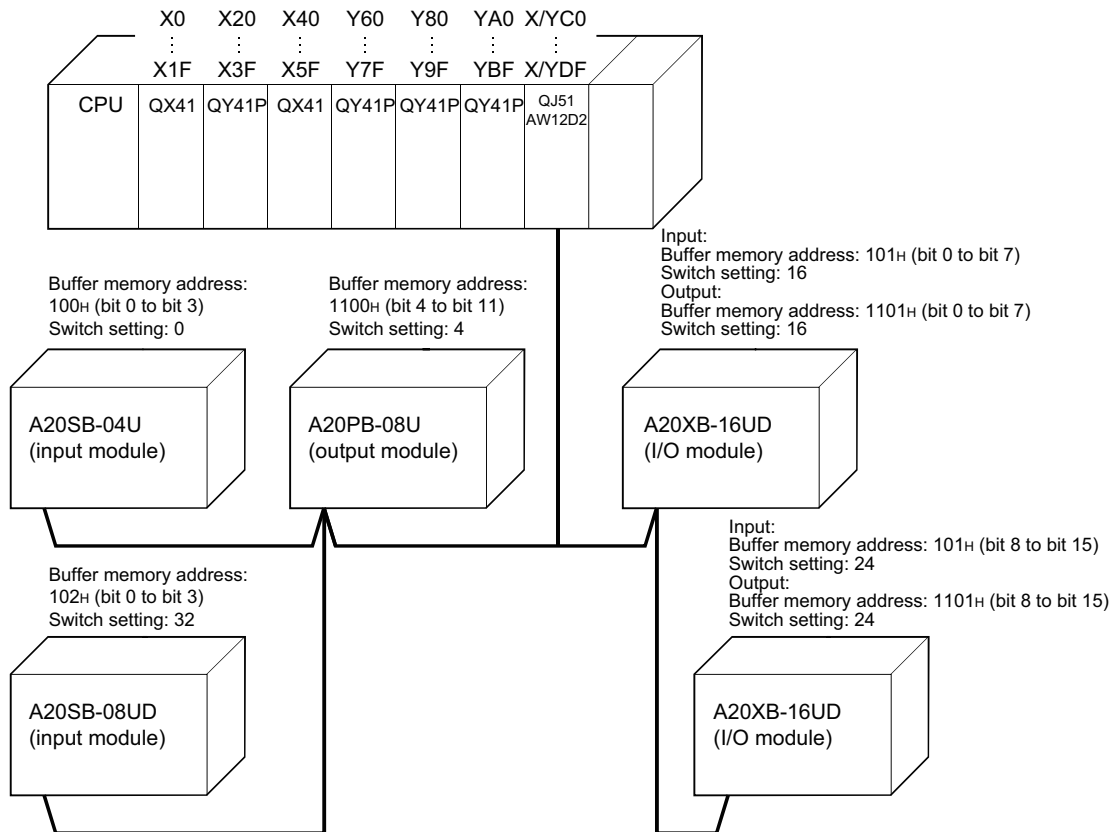 X0 X20 X40 Y60 Y80 YA0 X/YC0
X1F X3F X5F Y7F Y9F YBF X/YDF
CPU QX41 QY41P QX41 QY41P QY41P QY41P QJ51
AW12D2
Input:
Buffer memory address: 101H (bit 0 to bit 7)
Switch setting: 16
Output:
Buffer memory address: 1101H (bit 0 to bit 7)
Switch setting: 16
Buffer memory address:
100H (bit 0 to bit 3)
Switch setting: 0
Buffer memory address:
1100H (bit 4 to bit 11)
Switch setting: 4
A20SB-04U
(input module)
A20PB-08U
(output module)
A20XB-16UD
(I/O module)
Input:
Buffer memory address: 101H (bit 8 to bit 15)
Switch setting: 24
Output:
Buffer memory address: 1101H (bit 8 to bit 15)
Switch setting: 24
Buffer memory address:
102H (bit 0 to bit 3)
Switch setting: 32
A20SB-08UD
(input module)
A20XB-16UD
(I/O module)